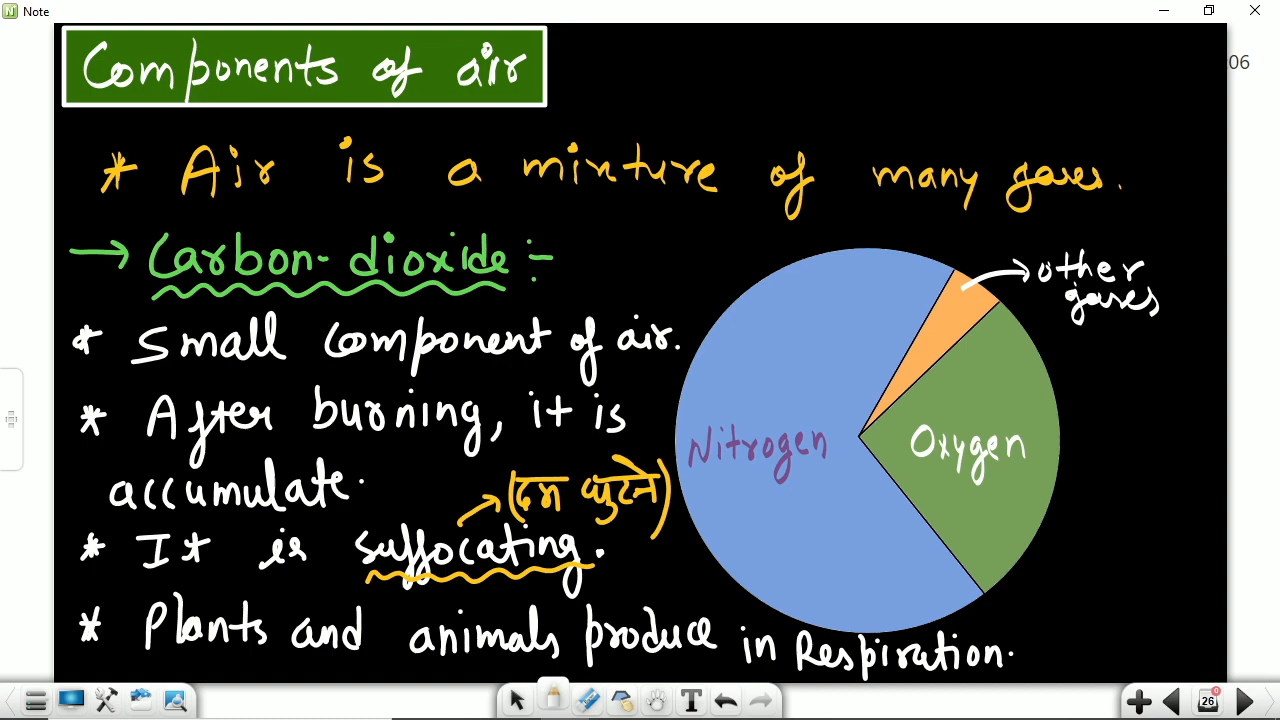 Note
Components of air
06
* Air is a mixture of many gases.
→ Carbon-dioxide :-
other
gases
* Small component of air.
* After burning, it is
accumulate.
Nitrogen
Oxygen
(दम घुटने)
* It is suffocating.
* Plants and animals produce in Respiration.
T
0
26